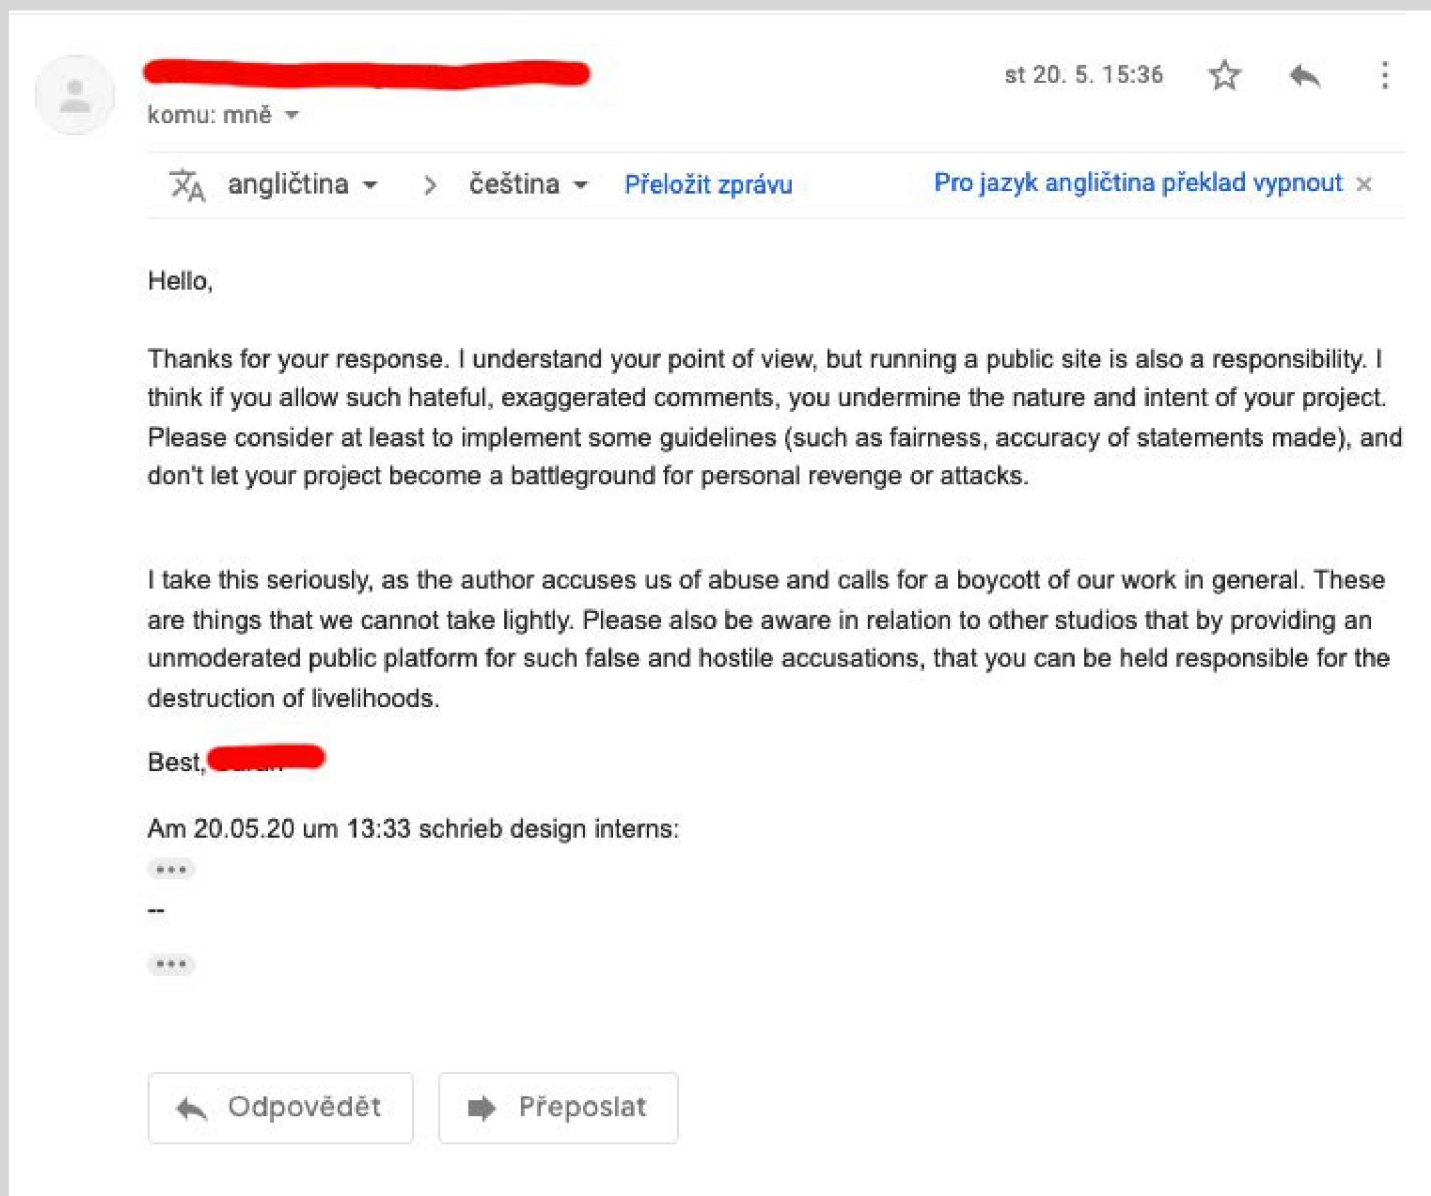 st 20. 5. 15:36
komu: mně
angličtina > čeština Přeložit zprávu Pro jazyk angličtina překlad vypnout ×
Hello,
Thanks for your response. I understand your point of view, but running a public site is also a responsibility. I
think if you allow such hateful, exaggerated comments, you undermine the nature and intent of your project.
Please consider at least to implement some guidelines (such as fairness, accuracy of statements made), and
don't let your project become a battleground for personal revenge or attacks.
I take this seriously, as the author accuses us of abuse and calls for a boycott of our work in general. These
are things that we cannot take lightly. Please also be aware in relation to other studios that by providing an
unmoderated public platform for such false and hostile accusations, that you can be held responsible for the
destruction of livelihoods.
Best,
Am 20.05.20 um 13:33 schrieb design interns:
--
Odpovědět Přeposlat